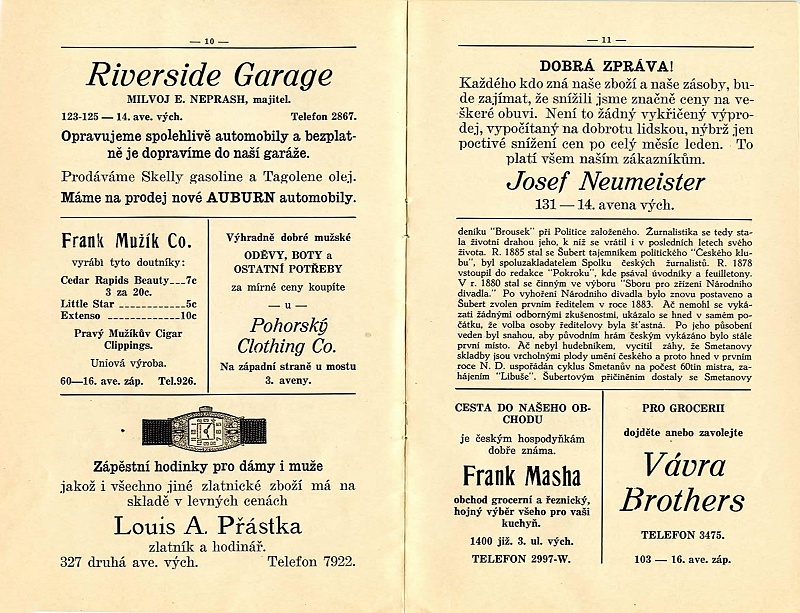 — 10 —
Riverside Garage
MILVOJ E. NEPRASH, majitel.
123-125 — 14. ave. vých. Telefon 2867.
Opravujeme spolehlivě automobily a bezplat-
ně je dopravíme do naší garáže.
Prodáváme Skelly gasoline a Tagolene olej.
Máme na prodej nové AUBURN automobily.
Frank Mužík Co.
vyrábí tyto doutníky:
Cedar Rapids Beauty___7c
3 za 20c.
Little Star ____________5c
Extenso ____________10c
Pravý Mužíkův Cigar
Clippings.
Uniová výroba.
60—16. ave. záp. Tel.926.
Výhradně dobré mužské
ODĚVY, BOTY a
OSTATNÍ POTŘEBY
za mírné ceny koupíte
— u —
Pohorský
Clothing Co.
Na západní straně u mostu
3. aveny.
Zápěstní hodinky pro dámy i muže
jakož i všechno jiné zlatnické zboží má na
skladě v levných cenách
Louis A. Přástka
zlatník a hodinář.
327 druhá ave. vých. Telefon 7922.
— 11 —
DOBRÁ ZPRÁVA!
Každého kdo zná naše zboží a naše zásoby, bu-
de zajímat, že snížili jsme značně ceny na ve-
škeré obuvi. Není to žádný vykřičený výpro-
dej, vypočítaný na dobrotu lidskou, nýbrž jen
poctivé snížení cen po celý měsíc leden. To
platí všem naším zákazníkům.
Josef Neumeister
131 — 14. avena vých.
deníku "Brousek" při Politice založeného. Žurnalistika se tedy sta-
la životní drahou jeho, k níž se vrátil i v posledních letech svého
života. R. 1885 stal se Šubert tajemníkem politického "Českého klu-
bu", byl spoluzakladatelem Spolku českých žurnalistů. R. 1878
vstoupil do redakce "Pokroku", kde psával úvodníky a feuilletony.
V r. 1880 stal se činným ve výboru "Sboru pro zřízení Národního
divadla." Po vyhoření Národního divadla bylo znovu postaveno a
Šubert zvolen prvním ředitelem v roce 1883. Ač nemohl se vyká-
zati žádnými odbornými zkušenostmi, ukázalo se hned v samém po-
čátku, že volba osoby ředitelovy byla šťastná. Po jeho působení
veden byl snahou, aby původním hrám českým vykázáno bylo stále
první místo. Ač nebyl hudebníkem, vycítil záhy, že Smetanovy
skladby jsou vrcholnými plody umění českého a proto hned v prvním
roce N. D. uspořádán cyklus Smetanův na počest 60tin mistra, za-
hájením "Libuše". Šubertovým přičiněním dostaly se Smetanovy
CESTA DO NAŠEHO OB-
CHODU
je českým hospodyňkám
dobře známa.
Frank Masha
obchod grocerní a řeznický,
hojný výběr všeho pro vaši
kuchyň.
1400 již. 3. ul. vých.
TELEFON 2997-W.
PRO GROCERII
dojděte anebo zavolejte
Vávra
Brothers
TELEFON 3475.
103 — 16. ave. záp.